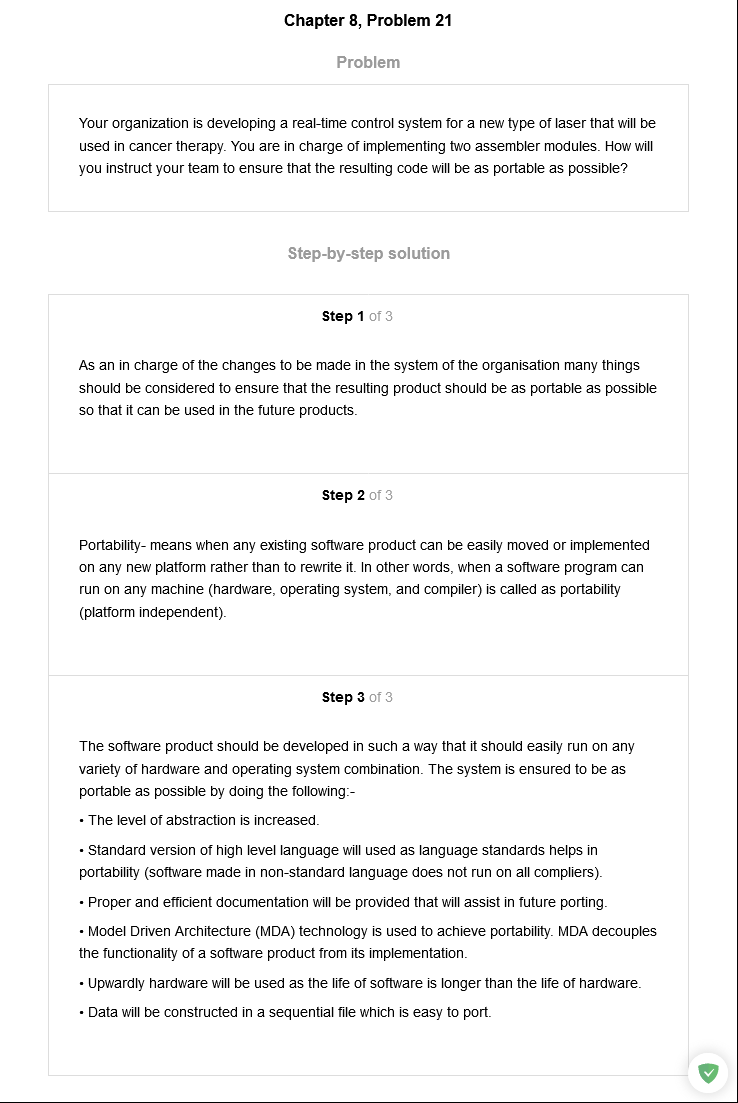 Chapter 8, Problem 21
Problem
Your organization is developing a real-time control system for a new type of laser that will be
used in cancer therapy. You are in charge of implementing two assembler modules. How will
you instruct your team to ensure that the resulting code will be as portable as possible?
Step-by-step solution
Step 1 of 3
As an in charge of the changes to be made in the system of the organisation many things
should be considered to ensure that the resulting product should be as portable as possible
so that it can be used in the future products.
Step 2 of 3
Portability- means when any existing software product can be easily moved or implemented
on any new platform rather than to rewrite it. In other words, when a software program can
run on any machine (hardware, operating system, and compiler) is called as portability
(platform independent).
Step 3 of 3
The software product should be developed in such a way that it should easily run on any
variety of hardware and operating system combination. The system is ensured to be as
portable as possible by doing the following:-
• The level of abstraction is increased.
• Standard version of high level language will used as language standards helps in
portability (software made in non-standard language does not run on all compliers).
• Proper and efficient documentation will be provided that will assist in future porting.
• Model Driven Architecture (MDA) technology is used to achieve portability. MDA decouples
the functionality of a software product from its implementation.
• Upwardly hardware will be used as the life of software is longer than the life of hardware.
• Data will be constructed in a sequential file which is easy to port.